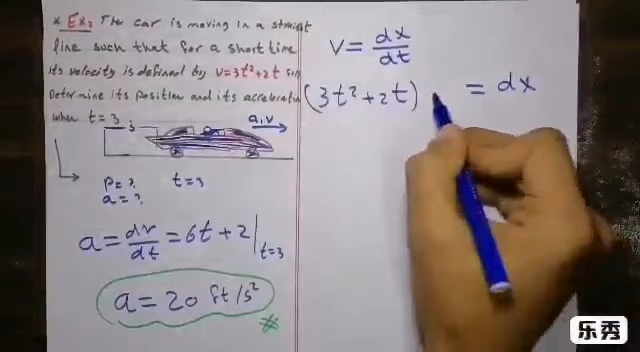 * Ex: The car is moving in a straight
line such that for a short time
its velocity is defined by v=3t²+2t
Determine its position and its acceleration
when t=3
a,v
s
P=?
t=3
a=?
a = dv/dt = 6t+2|t=3
a = 20 ft/s²
v = dx/dt
(3t²+2t) = dx
乐秀